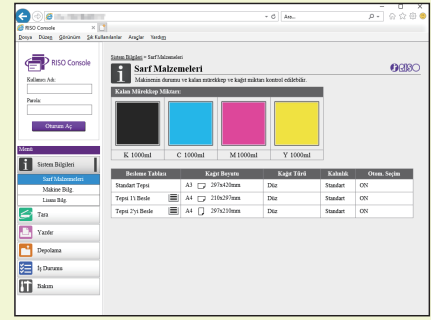 Ara...
RISO Console
Dosya Düzen Görünüm Sık Kullanılanlar Araçlar Yardım
RISO Console
Kullanıcı Adı:
Parola:
Oturum Aç
Menü
Sistem Bilgileri
Sarf Malzemeleri
Makine Bilg.
Lisans Bilg.
Tara
Yazdır
Depolama
İş Durumu
Bakım
Sistem Bilgileri > Sarf Malzemeleri
Sarf Malzemeleri
RISO
Makinenin durumu ve kalan mürekkep ve kağıt miktarı kontrol edilebilir.
Kalan Mürekkep Miktarı:
K 1000ml C 1000ml M 1000ml Y 1000ml
Besleme Tablası Kağıt Boyutu Kağıt Türü Kalınlık Otom. Seçim
Standart Tepsi A3 297x420mm Düz Standart ON
Tepsi 1'i Besle A4 210x297mm Düz Standart ON
Tepsi 2'yi Besle A4 297x210mm Düz Standart ON